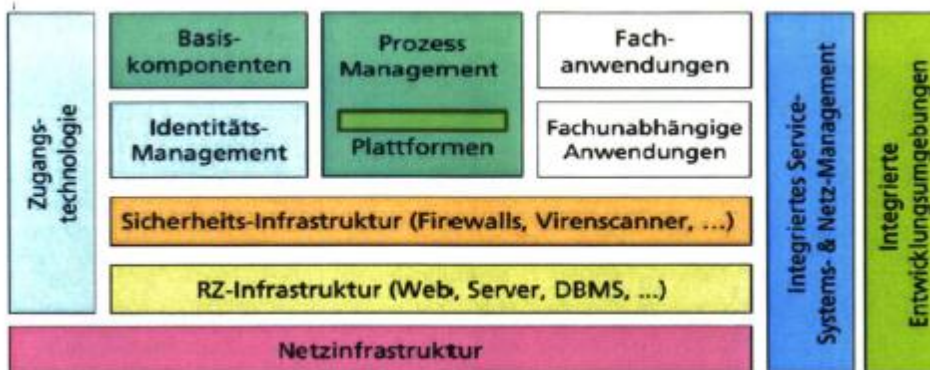 Zugangs-
technologie
Basis-
komponenten
Prozess
Management
Plattformen
Fach-
anwendungen
Identitäts-
Management
Fachunabhängige
Anwendungen
Sicherheits-Infrastruktur (Firewalls, Virenscanner, ...)
RZ-Infrastruktur (Web, Server, DBMS, ...)
Netzinfrastruktur
Integriertes Service-
Systems- & Netz-Management
Integrierte
Entwicklungsumgebungen